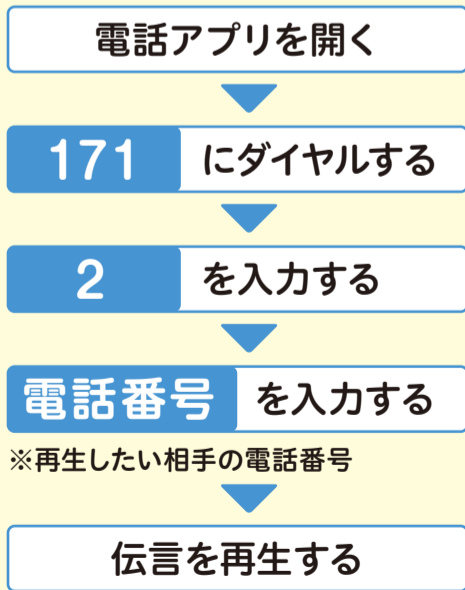 電話アプリを開く
171 にダイヤルする
2 を入力する
電話番号 を入力する
※再生したい相手の電話番号
伝言を再生する